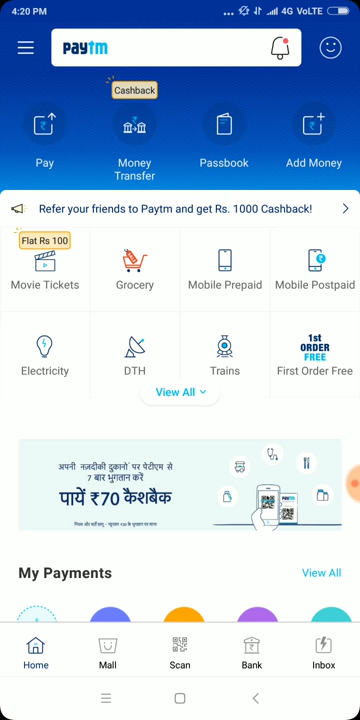 4:20 PM
4G VoLTE
paytm
Cashback
Pay
Money
Transfer
Passbook
Add Money
Refer your friends to Paytm and get Rs. 1000 Cashback!
Flat Rs 100
Movie Tickets
Grocery
Mobile Prepaid
Mobile Postpaid
1st
ORDER
FREE
Electricity
DTH
Trains
First Order Free
View All
अपनी नज़दीकी दुकानों पर पेटीएम से
7 बार भुगतान करें
पायें ₹70 कैशबैक
My Payments
View All
Home
Mall
Scan
Bank
Inbox